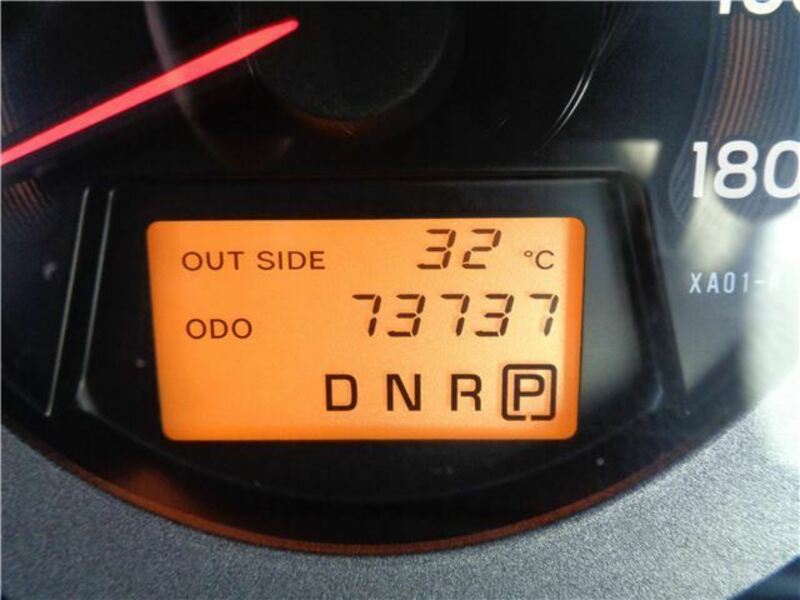 180
OUT SIDE 32 °C
XA01-
ODO 73737
D N R P